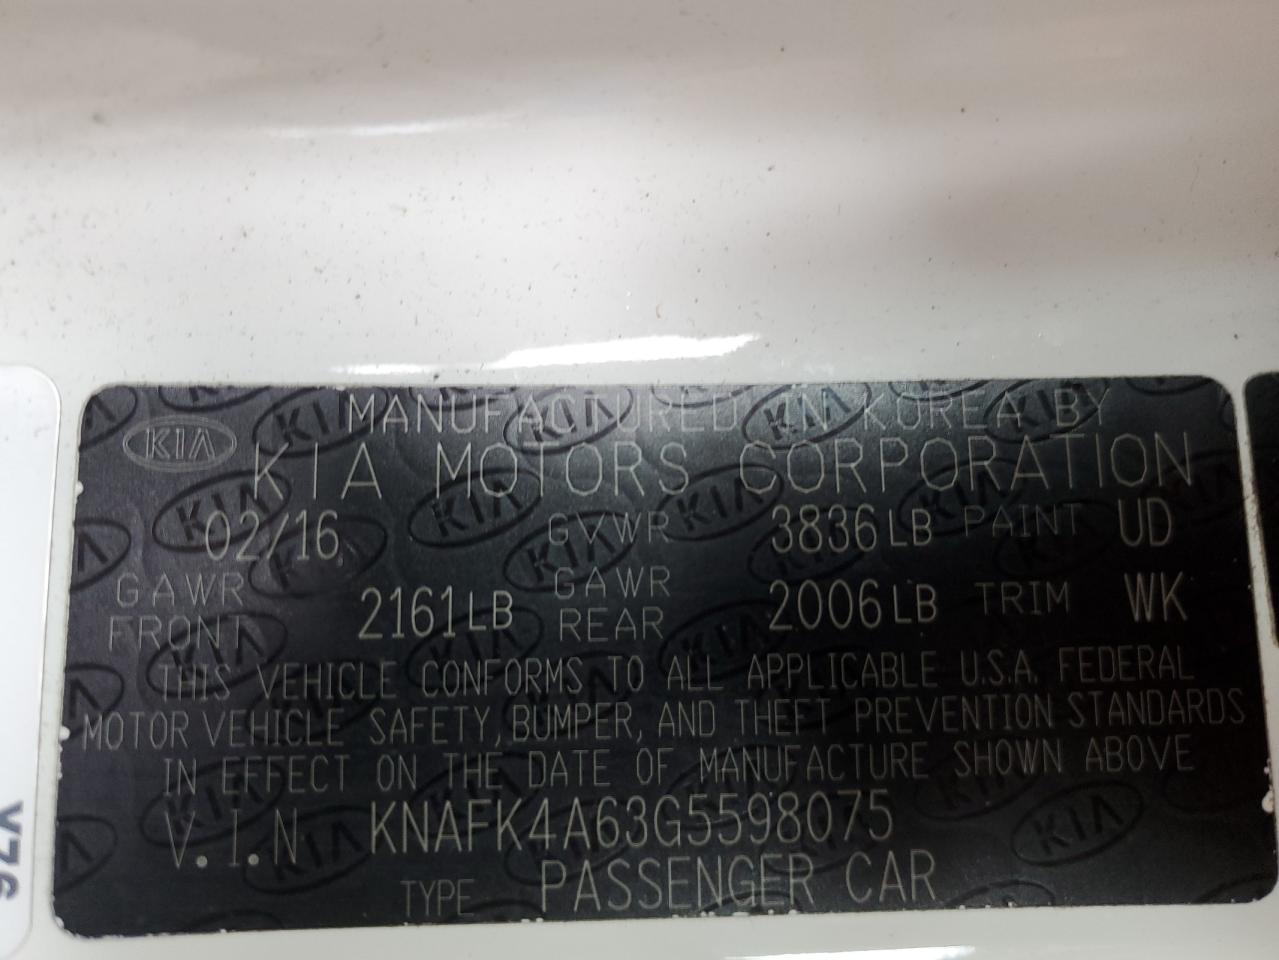 MANUFACTURED IN KOREA BY
KIA
KIA MOTORS CORPORATION
02/16 GVWR 3836LB PAINT UD
GAWR FRONT 2161LB GAWR REAR 2006LB TRIM WK
THIS VEHICLE CONFORMS TO ALL APPLICABLE U.S.A. FEDERAL
MOTOR VEHICLE SAFETY, BUMPER, AND THEFT PREVENTION STANDARDS
IN EFFECT ON THE DATE OF MANUFACTURE SHOWN ABOVE
V.I.N KNAFK4A63G5598075
TYPE PASSENGER CAR